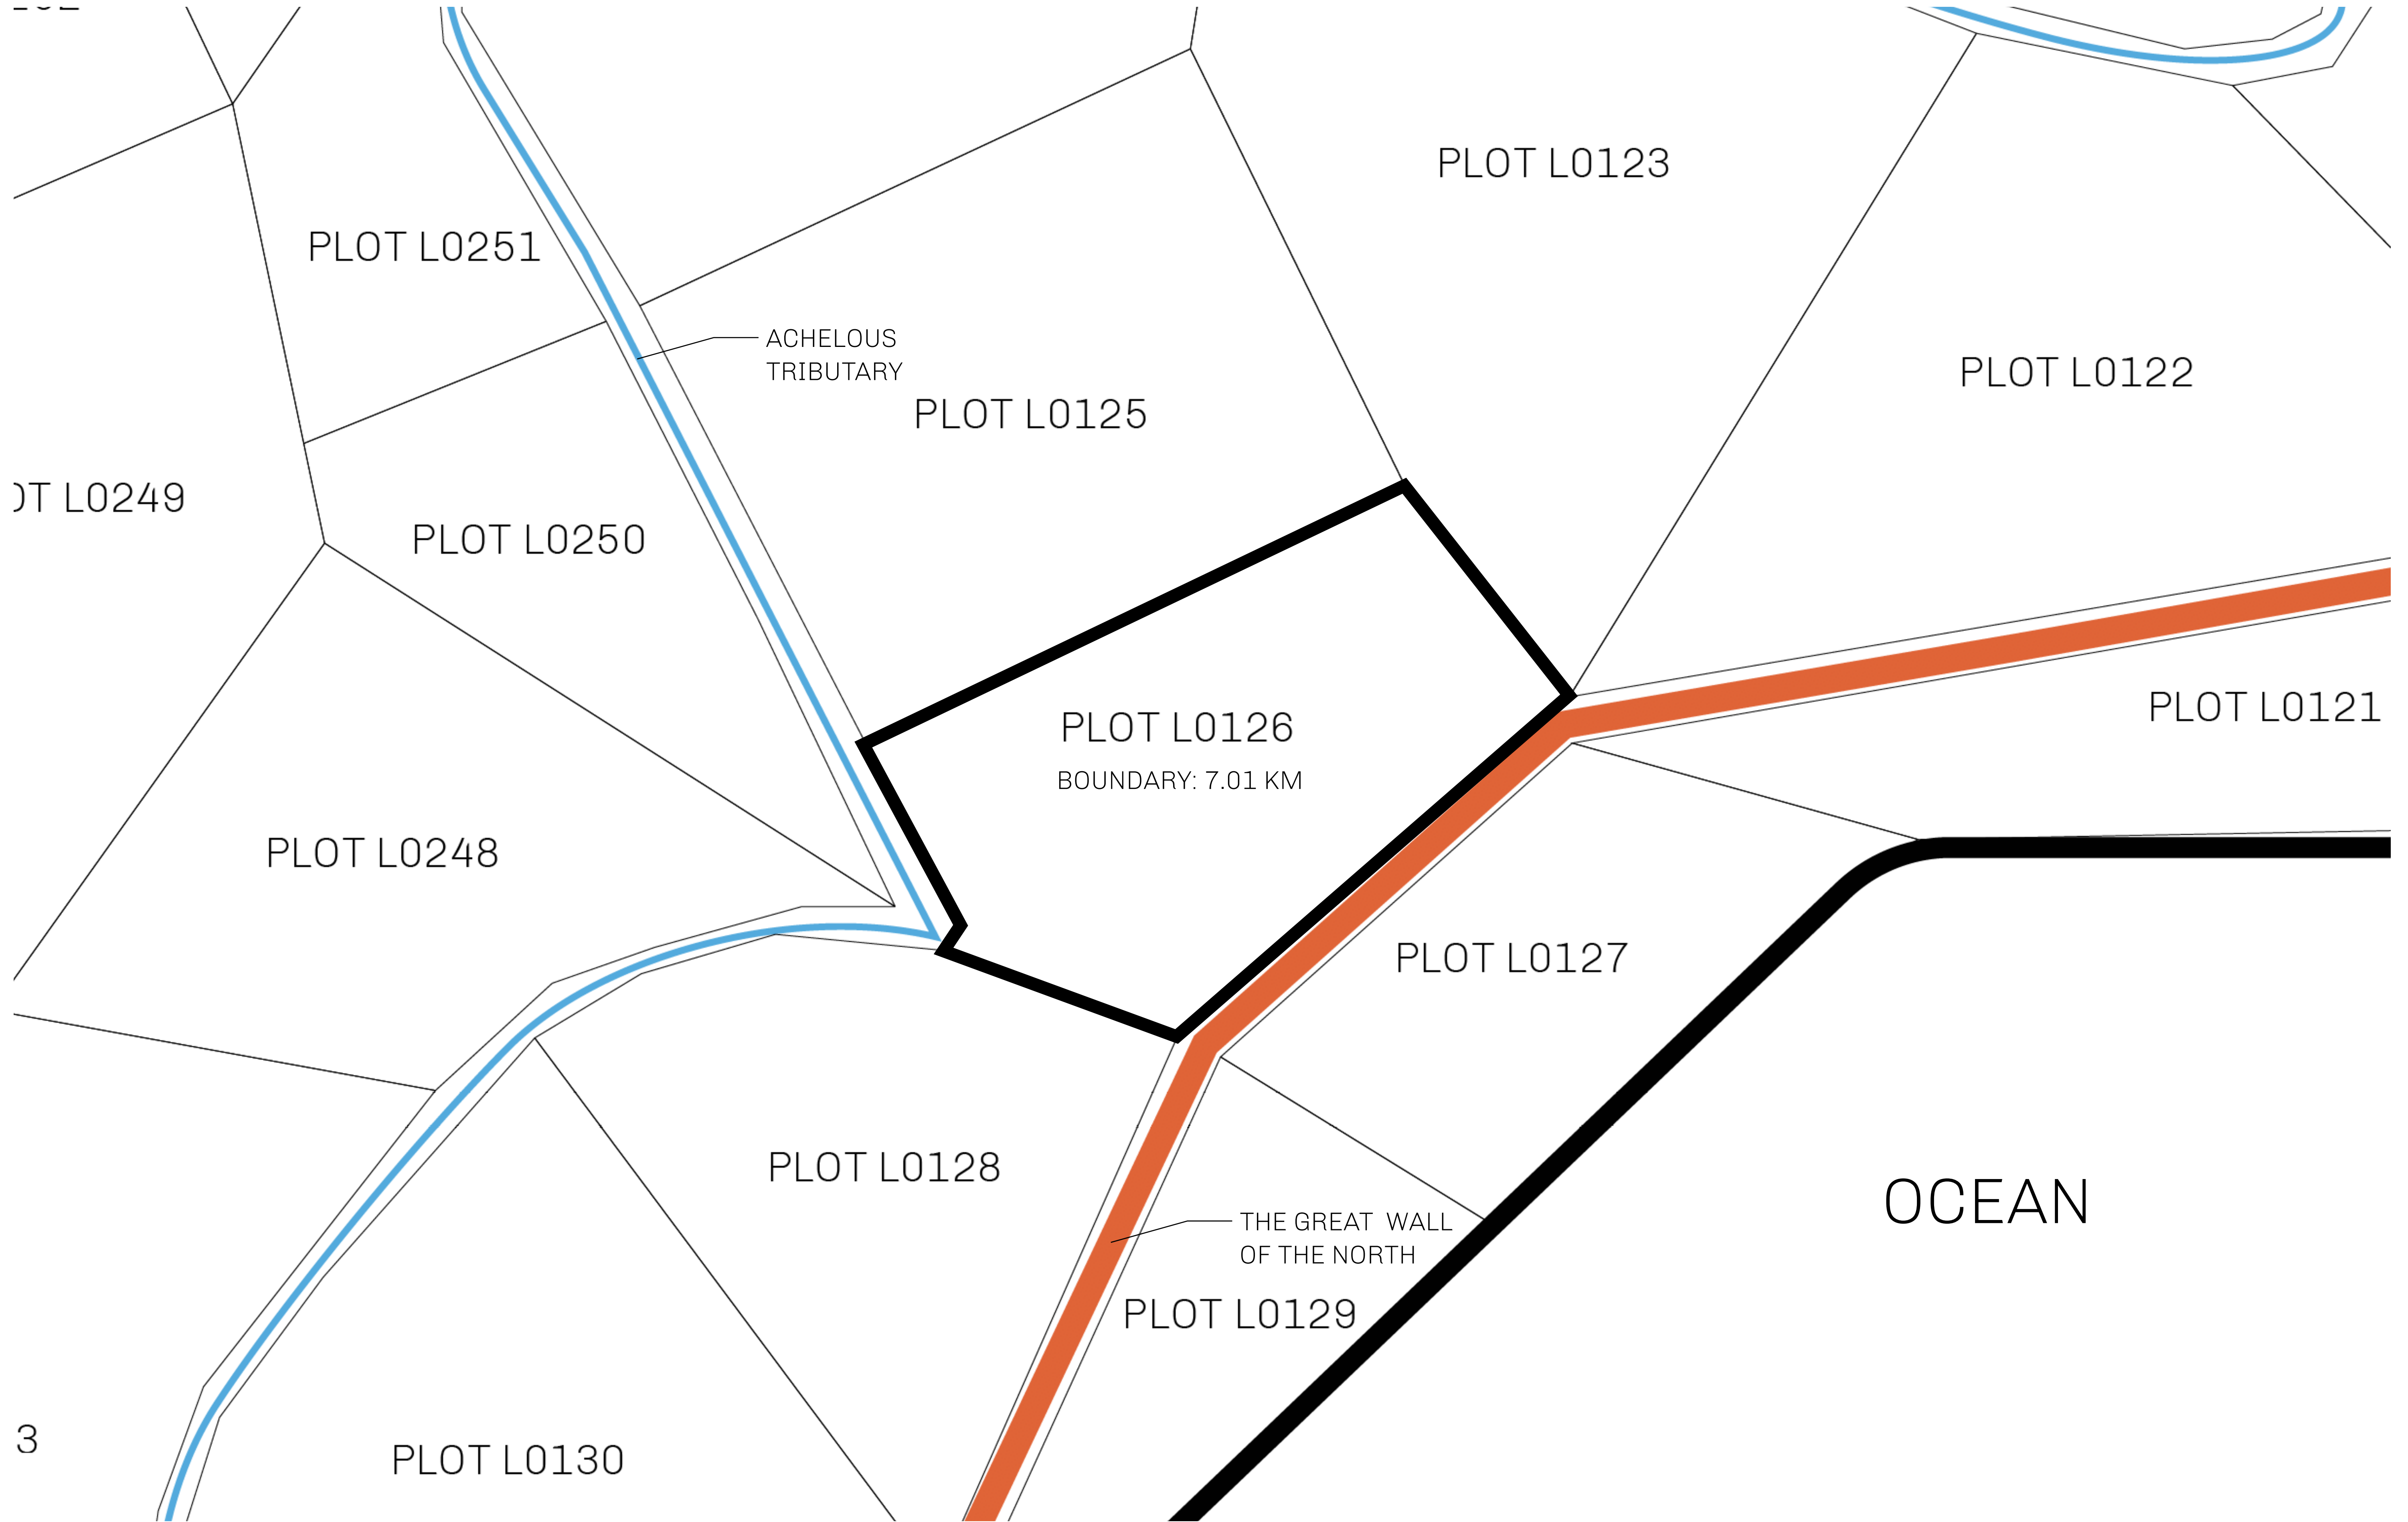 PLOT L0123
PLOT L0251
ACHELOUS
TRIBUTARY
PLOT L0122
PLOT L0125
L0249
PLOT L0250
PLOT L0121
PLOT L0126
BOUNDARY: 7.01 KM
PLOT L0248
PLOT L0127
PLOT L0128
OCEAN
THE GREAT WALL
OF THE NORTH
PLOT L0129
3
PLOT L0130